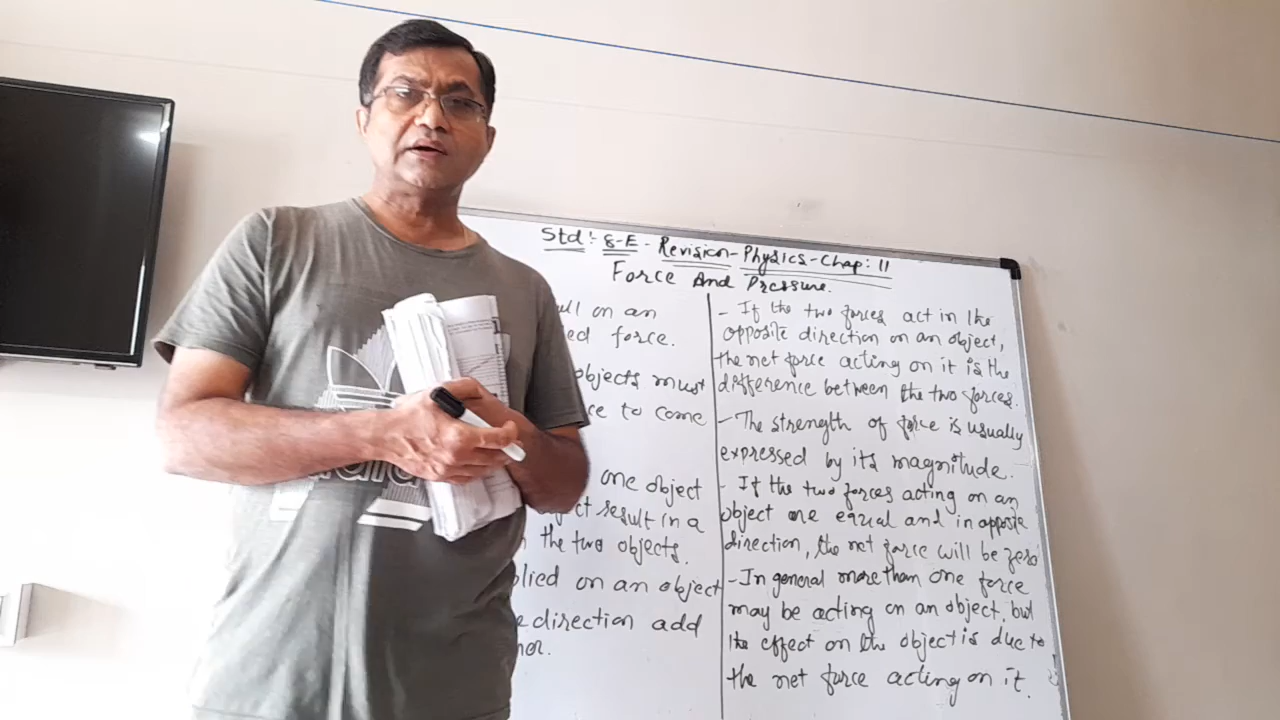 Std :- 8-E - Revision - Physics - Chap: 11
Force And Pressure.
ull on an
ed force.
objects must
ce to come
one object
ct result in a
n the two objects.
plied on an object
e direction add
her.
- If the two forces act in the
opposite direction on an object,
the net force acting on it is the
difference between the two forces.
- The strength of force is usually
expressed by its magnitude.
- If the two forces acting on an
object are equal and in opposite
direction, the net force will be zero
- In general more than one force
may be acting on an object, but
the effect on the object is due to
the net force acting on it.